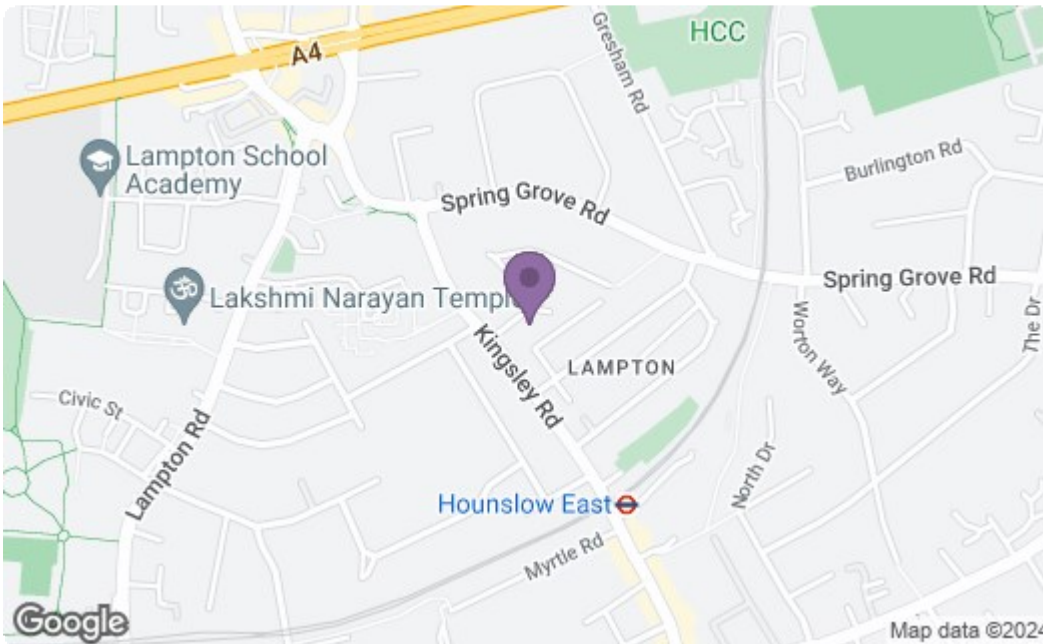 HCC
A4
Gresham Rd
Lampton School
Academy
Burlington Rd
Spring Grove Rd
Spring Grove Rd
Lakshmi Narayan Temple
The Dr
Kingsley Rd
Worton Way
LAMPTON
Civic St
Lampton Rd
North Dr
Hounslow East
Myrtle Rd
Google
Map data ©2024